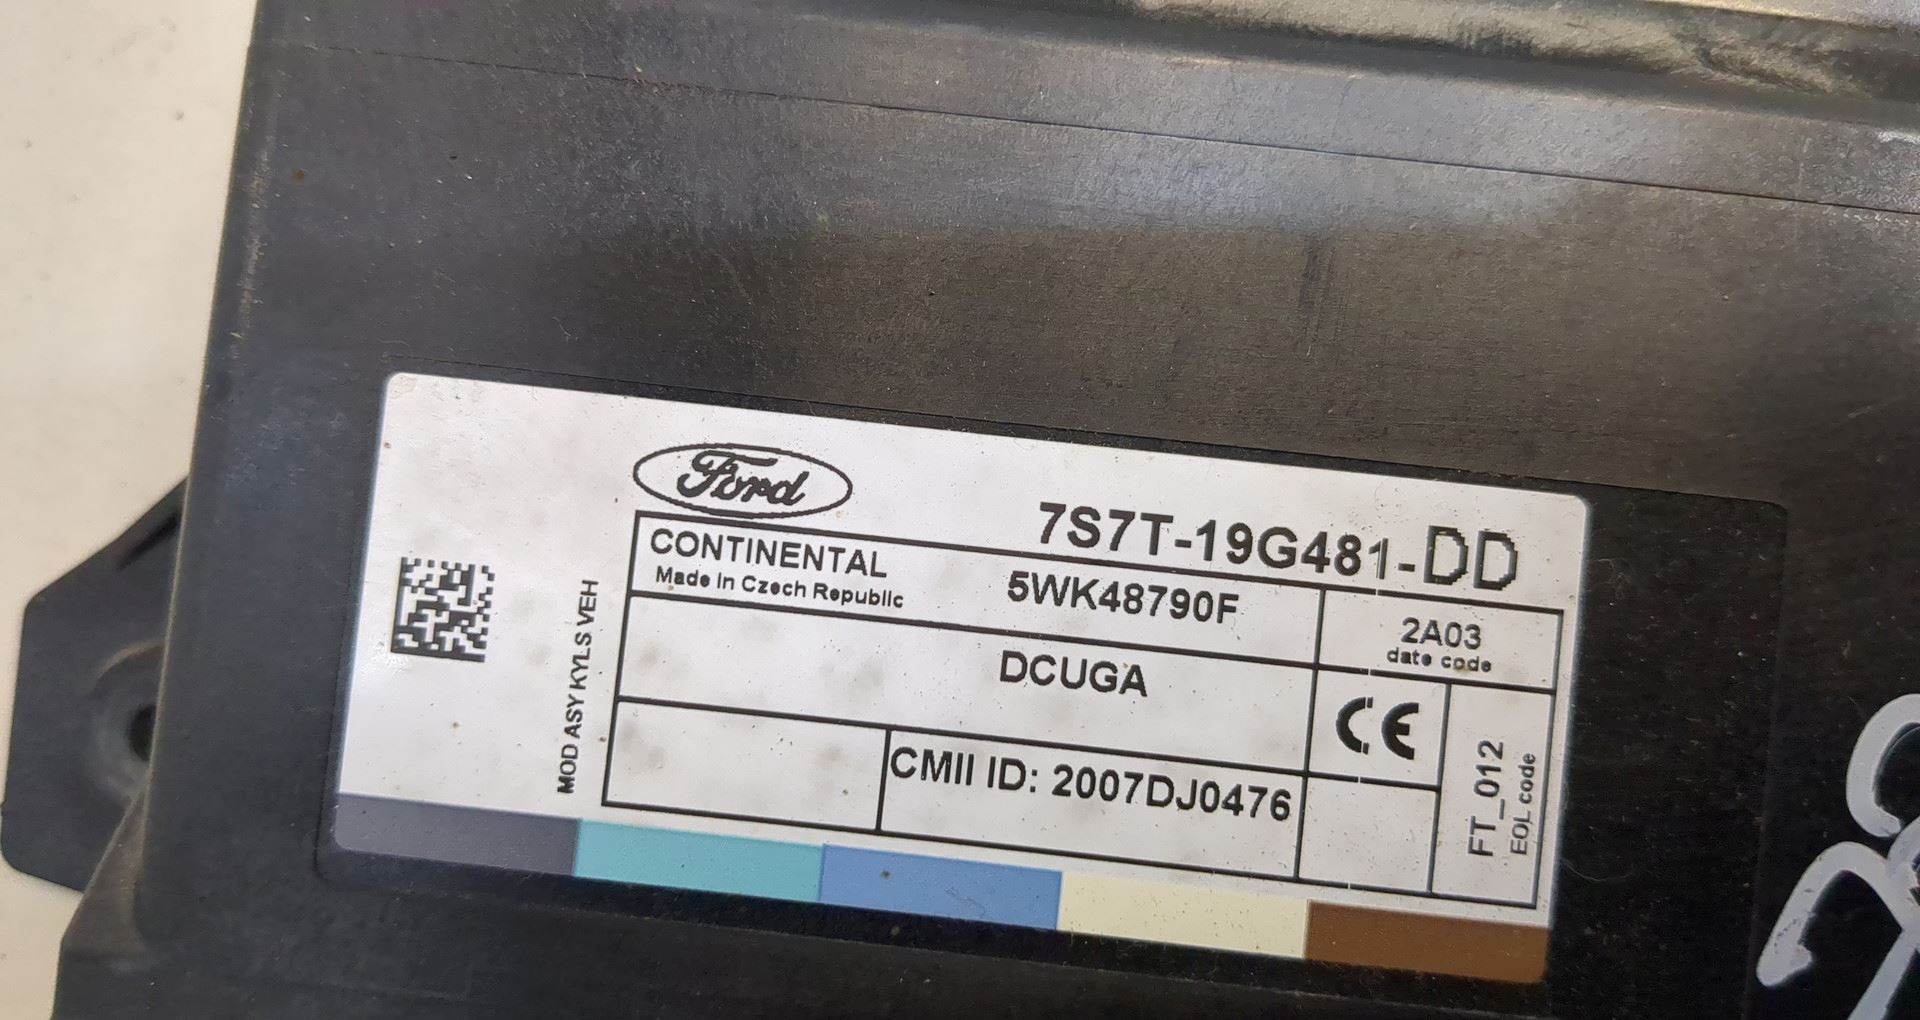 Ford
7S7T-19G481-DD
CONTINENTAL
Made in Czech Republic
5WK48790F
2A03
date code
DCUGA
CE
MOD ASY KYLS VEH
CMII ID: 2007DJ0476
FT_012
EOL code